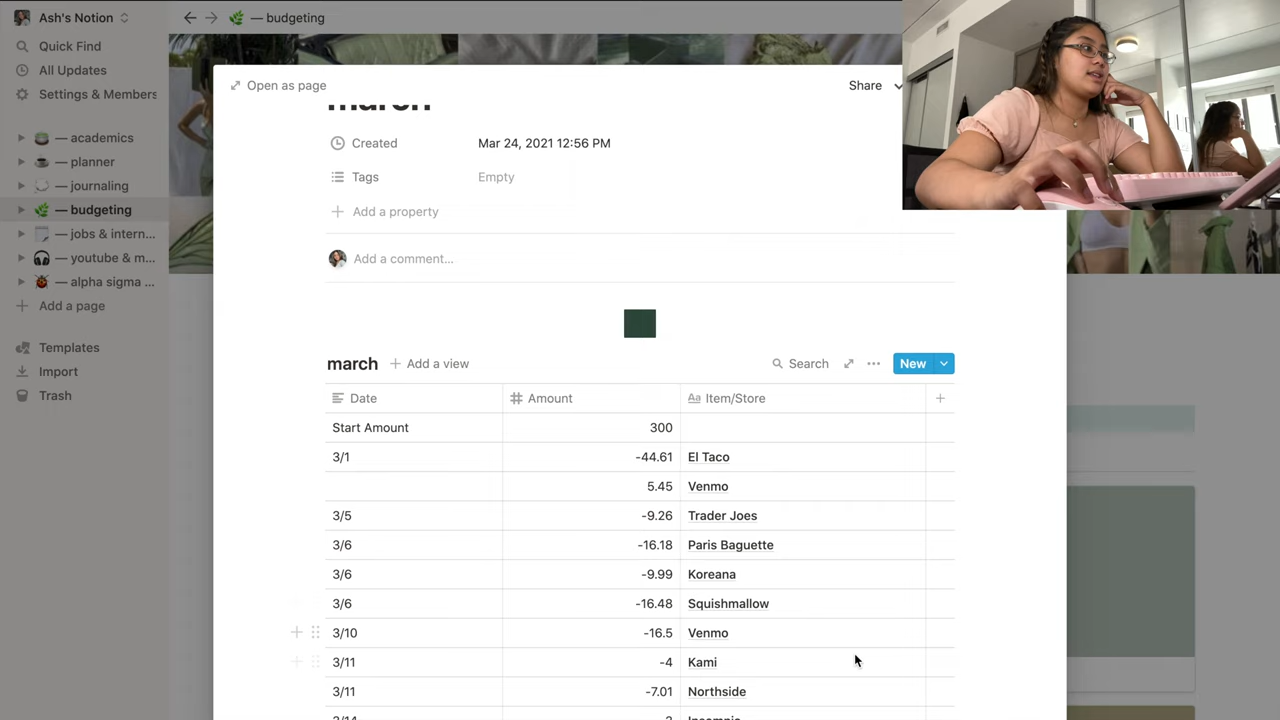 Ash's Notion
— budgeting
Quick Find
All Updates
Settings & Members
— academics
— planner
— journaling
— budgeting
— jobs & intern...
— youtube & m...
— alpha sigma ...
Add a page
Templates
Import
Trash
Open as page
Share
march
Created Mar 24, 2021 12:56 PM
Tags Empty
Add a property
Add a comment...
march Add a view Search New
Date Amount Item/Store
Start Amount 300
3/1 -44.61 El Taco
5.45 Venmo
3/5 -9.26 Trader Joes
3/6 -16.18 Paris Baguette
3/6 -9.99 Koreana
3/6 -16.48 Squishmallow
3/10 -16.5 Venmo
3/11 -4 Kami
3/11 -7.01 Northside